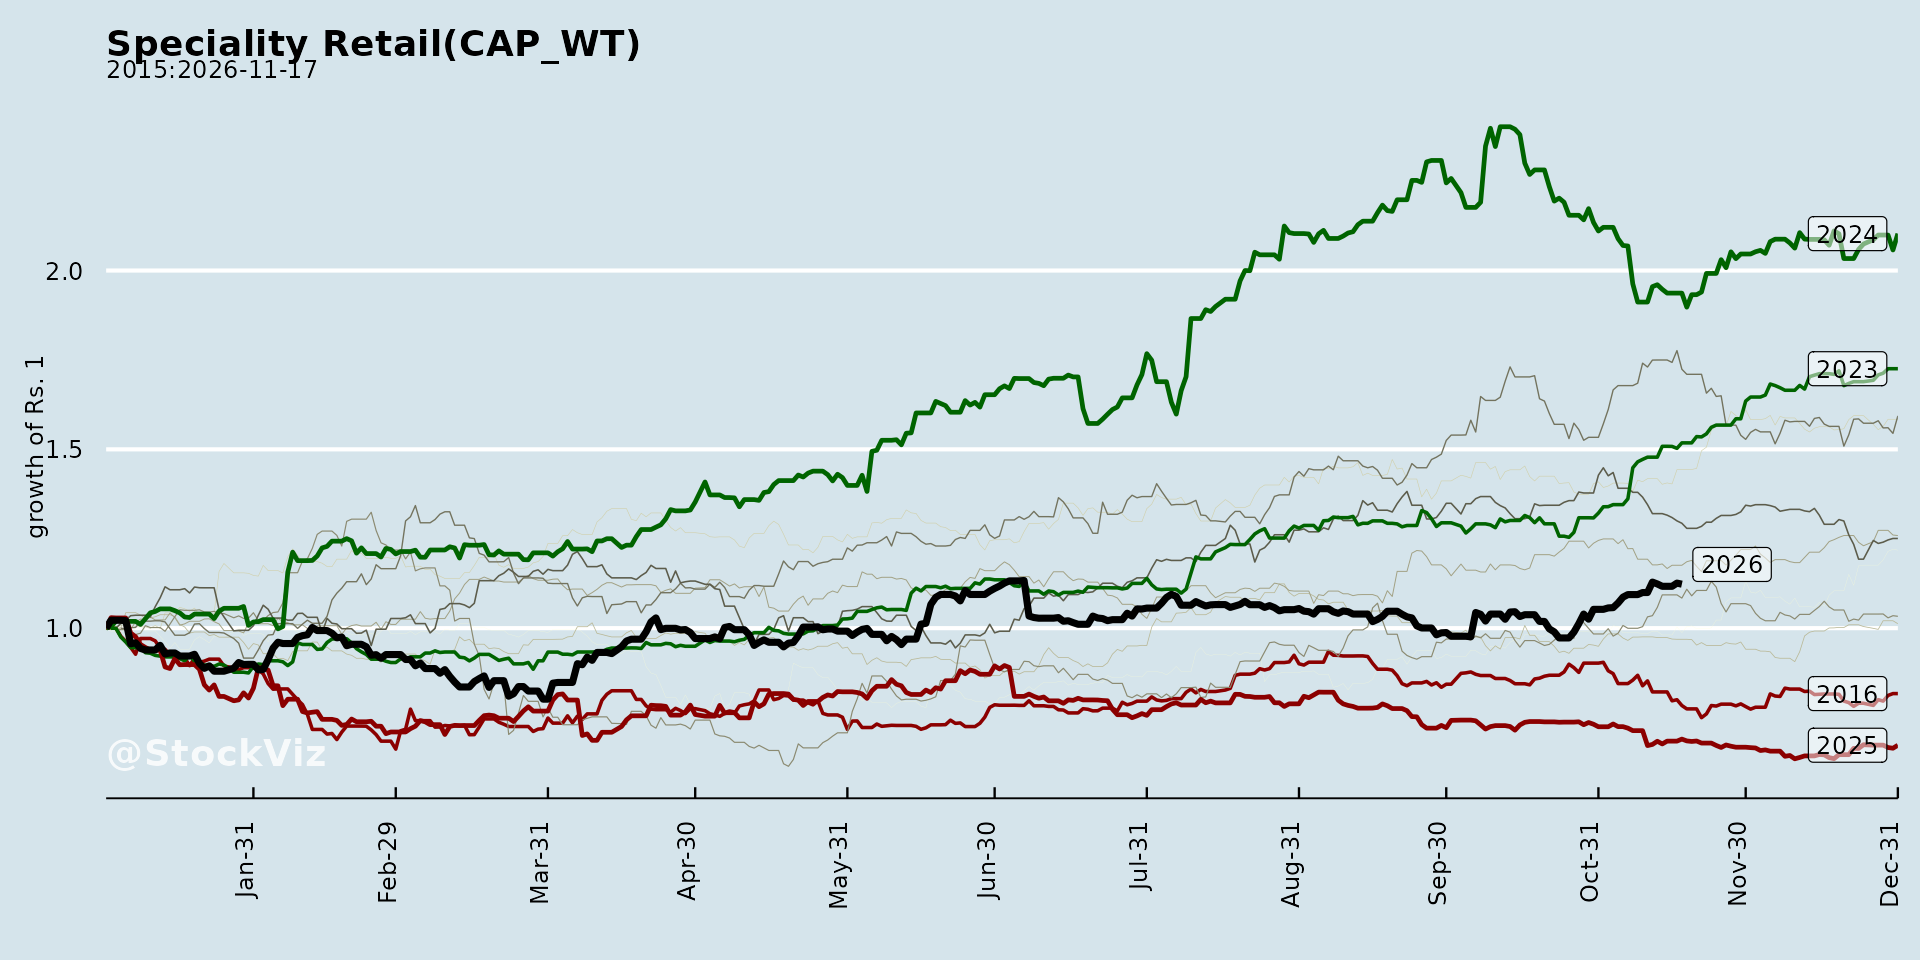 Speciality Retail(CAP_WT)
2015:2026-11-17
growth of Rs. 1
2.0
1.5
1.0
2024
2023
2026
2016
2025
@StockViz
Jan-31
Feb-29
Mar-31
Apr-30
May-31
Jun-30
Jul-31
Aug-31
Sep-30
Oct-31
Nov-30
Dec-31